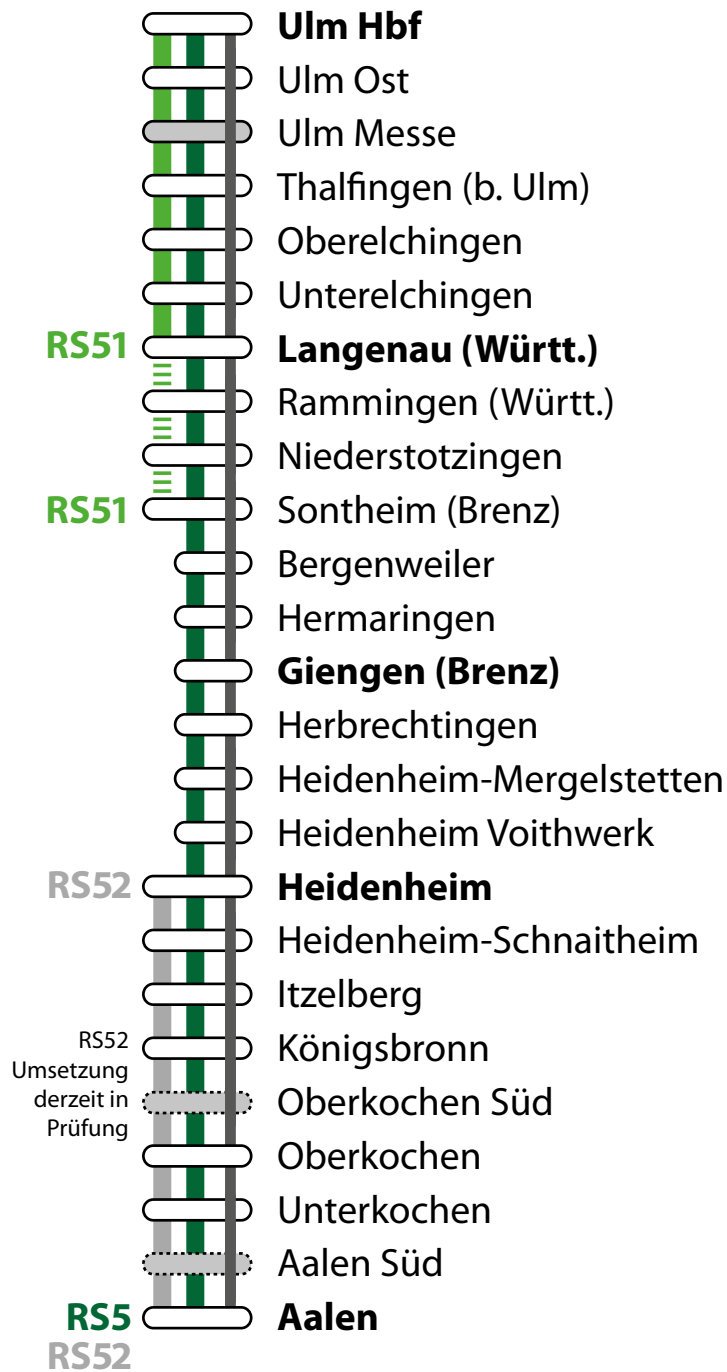 Ulm Hbf
Ulm Ost
Ulm Messe
Thalfingen (b. Ulm)
Oberelchingen
Unterelchingen
RS51 Langenau (Württ.)
Rammingen (Württ.)
Niederstotzingen
RS51 Sontheim (Brenz)
Bergenweiler
Hermaringen
Giengen (Brenz)
Herbrechtingen
Heidenheim-Mergelstetten
Heidenheim Voithwerk
RS52 Heidenheim
Heidenheim-Schnaitheim
Itzelberg
RS52
Umsetzung
derzeit in
Prüfung
Königsbronn
Oberkochen Süd
Oberkochen
Unterkochen
Aalen Süd
RS5 Aalen
RS52